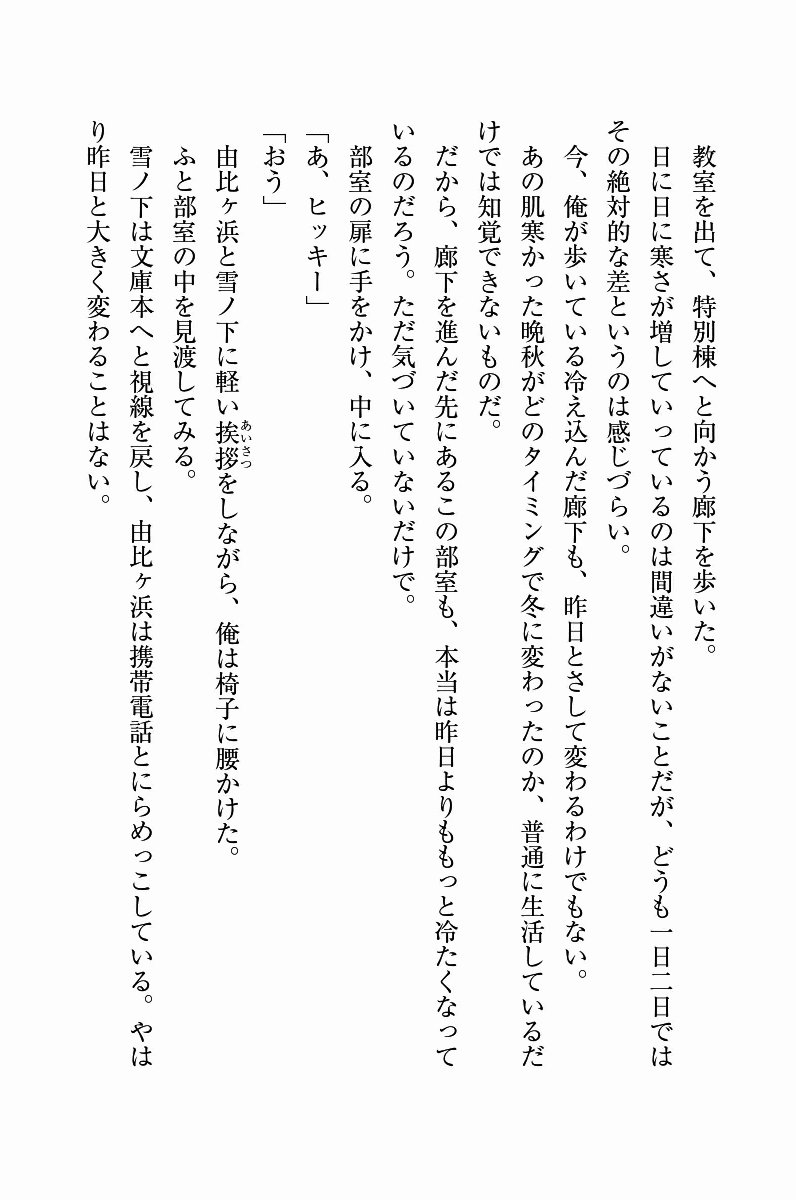 教室を出て、特別棟へと向かう廊下を歩いた。
日に日に寒さが増していっているのは間違いがないことだが、どうも一日二日では
その絶対的な差というのは感じづらい。
今、俺が歩いている冷え込んだ廊下も、昨日とさして変わるわけでもない。
あの肌寒かった晩秋がどのタイミングで冬に変わったのか、普通に生活しているだ
けでは知覚できないものだ。
だから、廊下を進んだ先にあるこの部室も、本当は昨日よりももっと冷たくなって
いるのだろう。ただ気づいていないだけで。
部室の扉に手をかけ、中に入る。
「あ、ヒッキー」
「おう」
由比ヶ浜と雪ノ下に軽い挨拶あいさつをしながら、俺は椅子に腰かけた。
ふと部室の中を見渡してみる。
雪ノ下は文庫本へと視線を戻し、由比ヶ浜は携帯電話とにらめっこしている。やは
り昨日と大きく変わることはない。